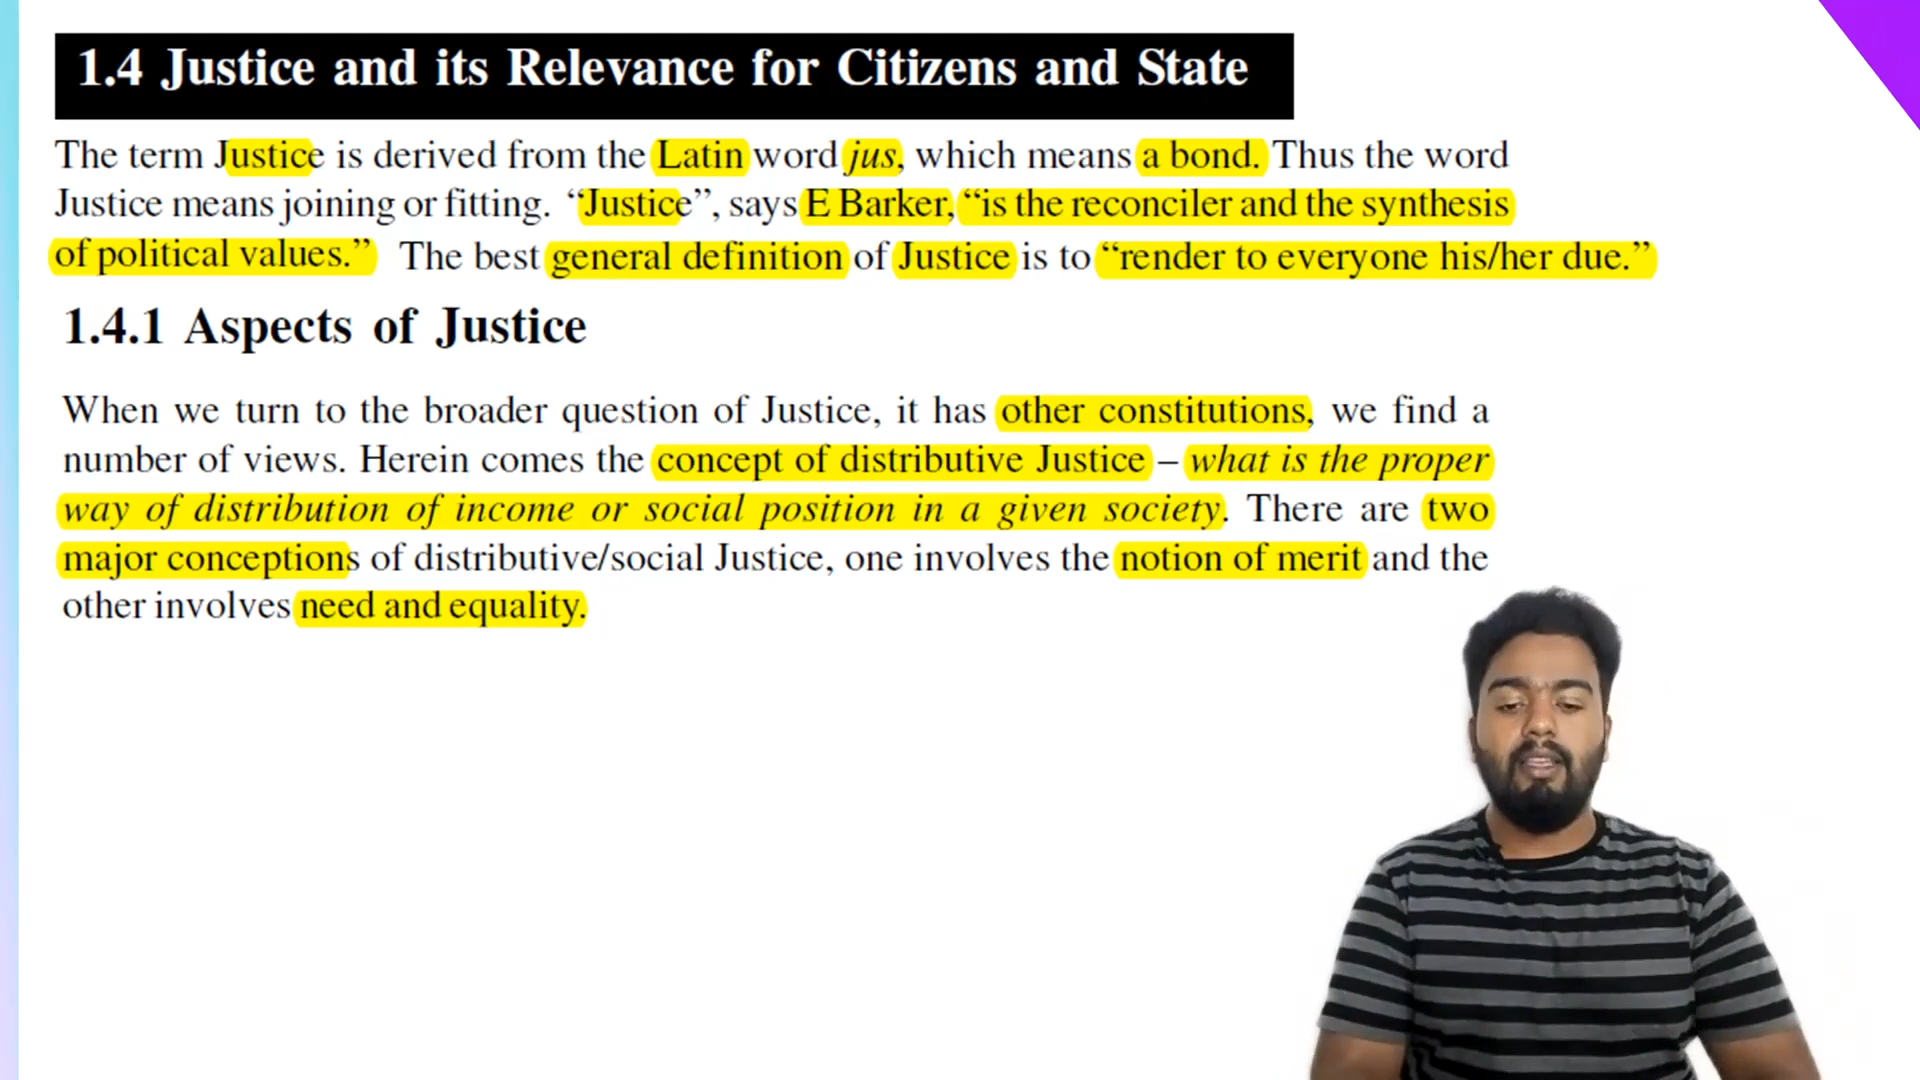 1.4 Justice and its Relevance for Citizens and State
The term Justice is derived from the Latin word jus, which means a bond. Thus the word
Justice means joining or fitting. “Justice”, says E Barker, “is the reconciler and the synthesis
of political values.” The best general definition of Justice is to “render to everyone his/her due.”
1.4.1 Aspects of Justice
When we turn to the broader question of Justice, it has other constitutions, we find a
number of views. Herein comes the concept of distributive Justice – what is the proper
way of distribution of income or social position in a given society. There are two
major conceptions of distributive/social Justice, one involves the notion of merit and the
other involves need and equality.